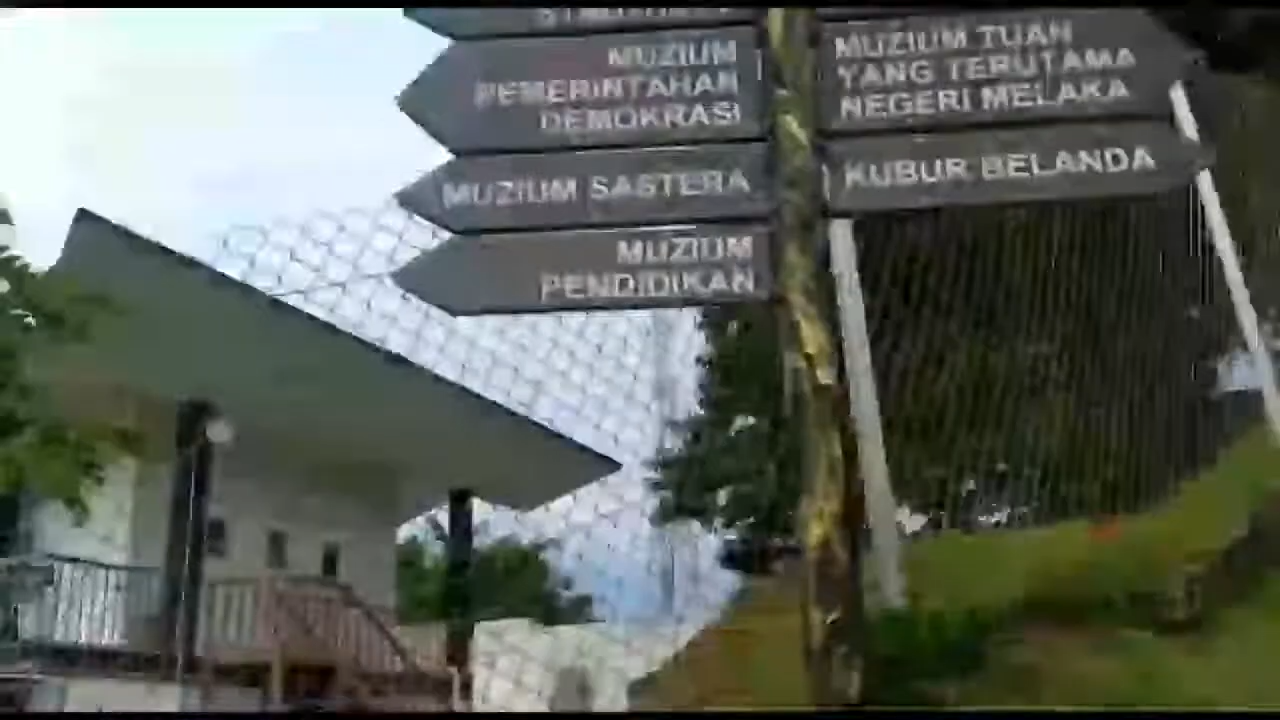 MUZIUM
PEMERINTAHAN
DEMOKRASI
MUZIUM SASTERA
MUZIUM
PENDIDIKAN
MUZIUM TUAN
YANG TERUTAMA
NEGERI MELAKA
KUBUR BELANDA